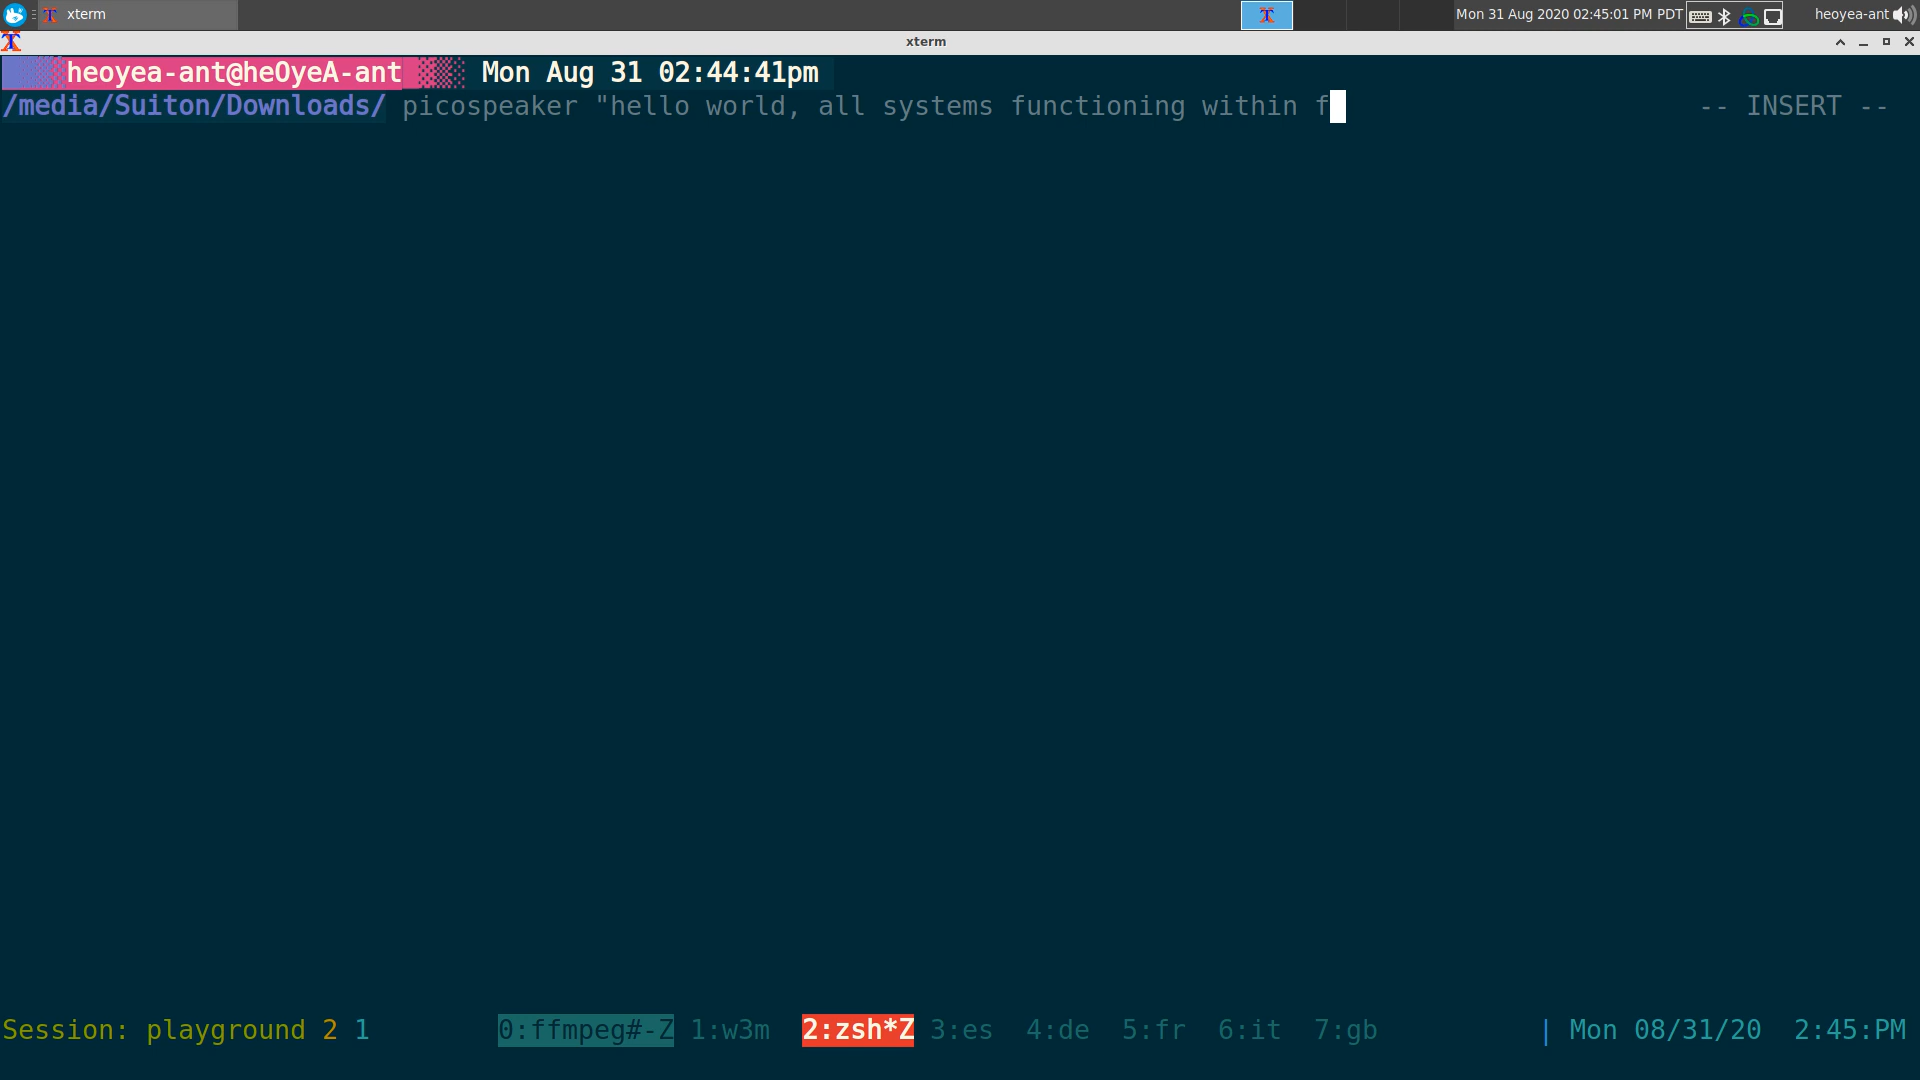 xterm Mon 31 Aug 2020 02:45:01 PM PDT heoyea-ant
xterm
heoyea-ant@heOyeA-ant Mon Aug 31 02:44:41pm
/media/Suiton/Downloads/ picospeaker "hello world, all systems functioning within f -- INSERT --
Session: playground 2 1 0:ffmpeg#-Z 1:w3m 2:zsh*Z 3:es 4:de 5:fr 6:it 7:gb | Mon 08/31/20 2:45:PM